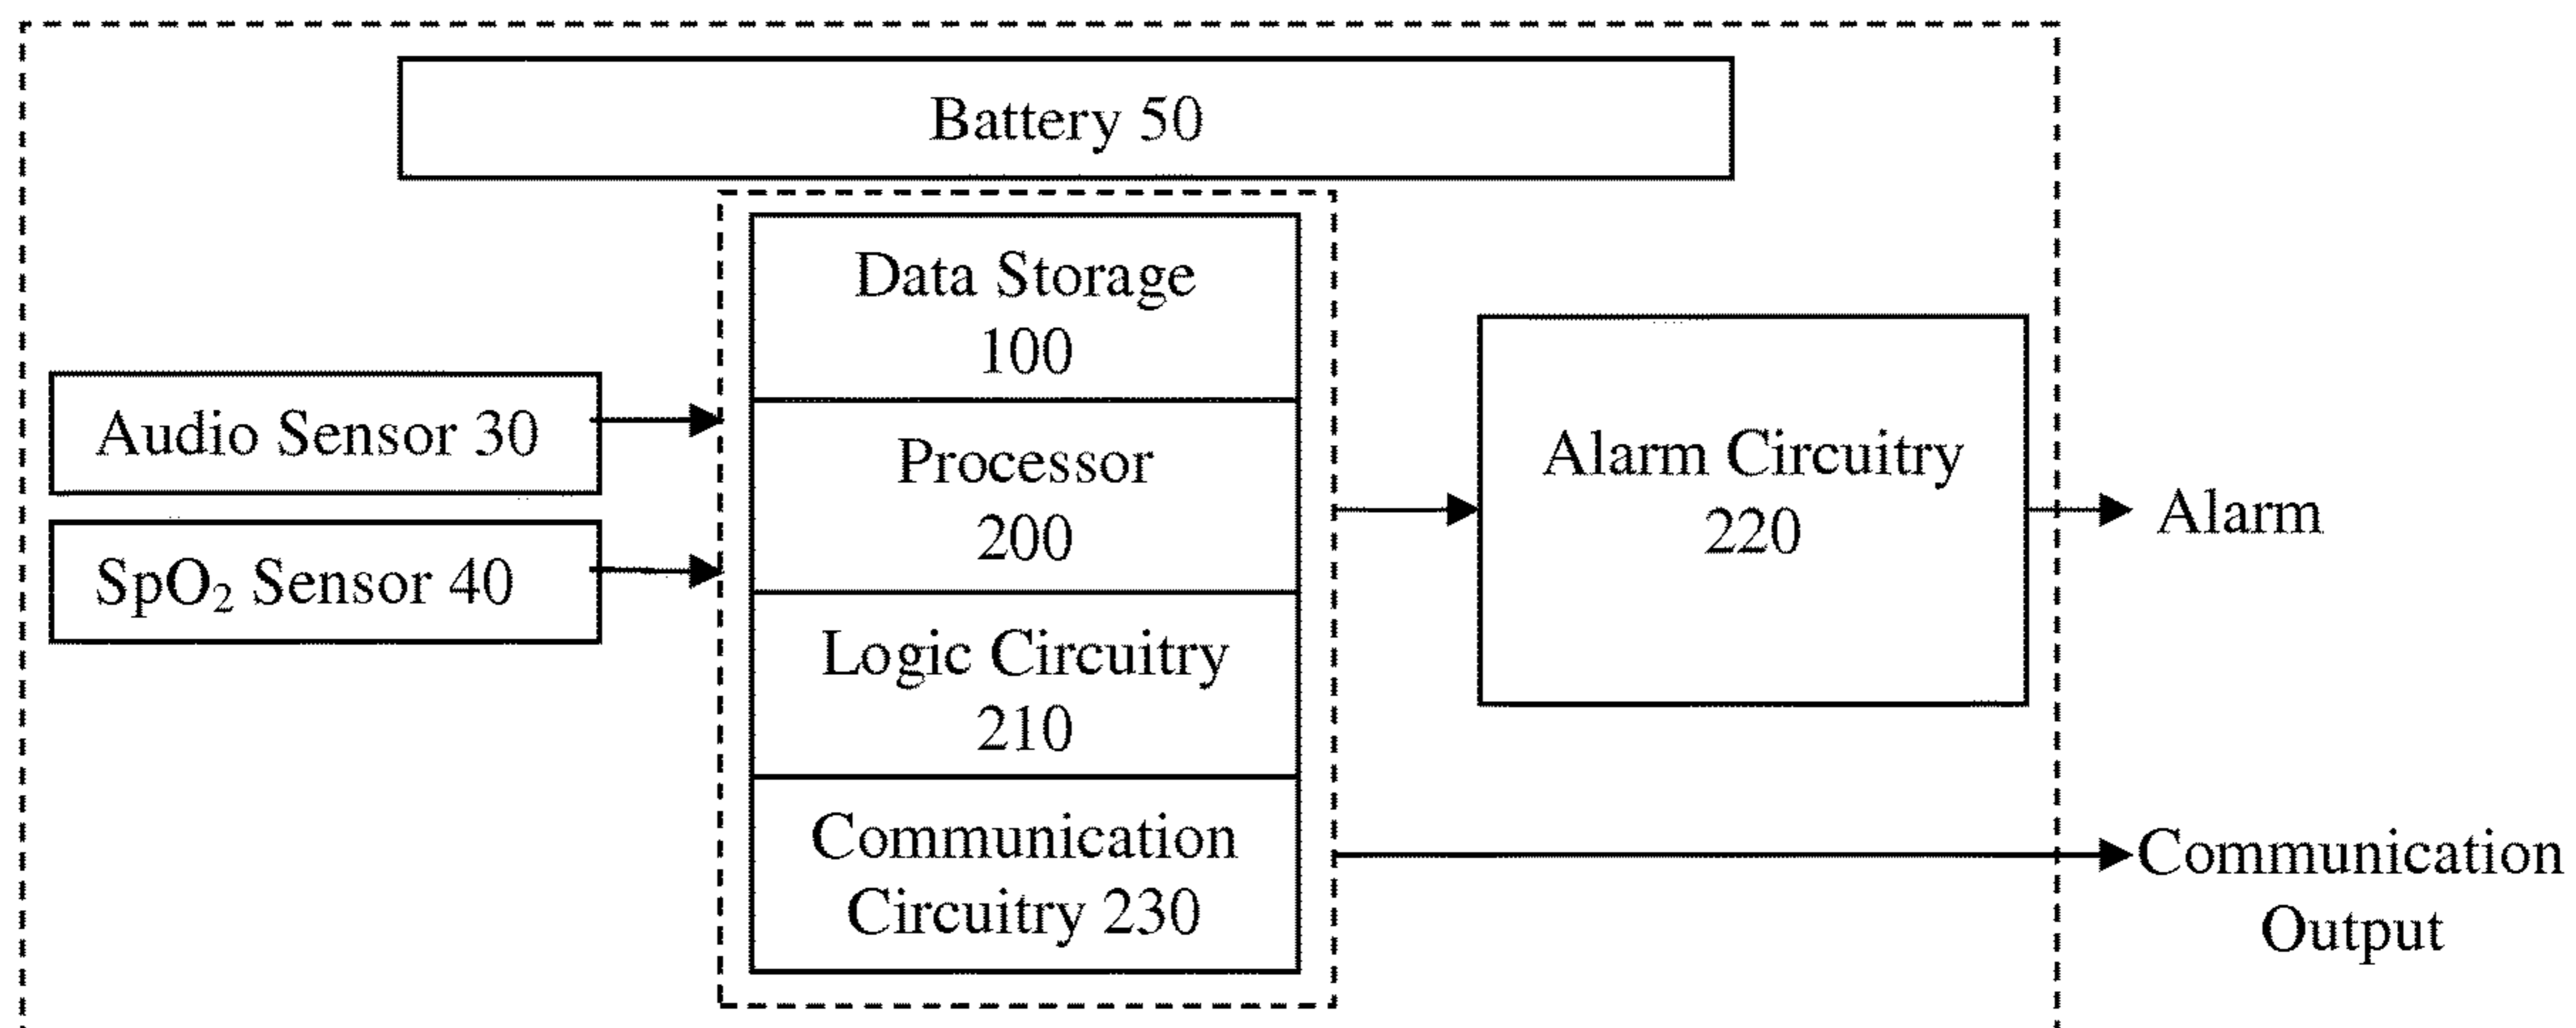 Battery 50
Data Storage
100
Audio Sensor 30
Processor
200
Alarm Circuitry
220
Alarm
SpO₂ Sensor 40
Logic Circuitry
210
Communication
Circuitry 230
Communication
Output